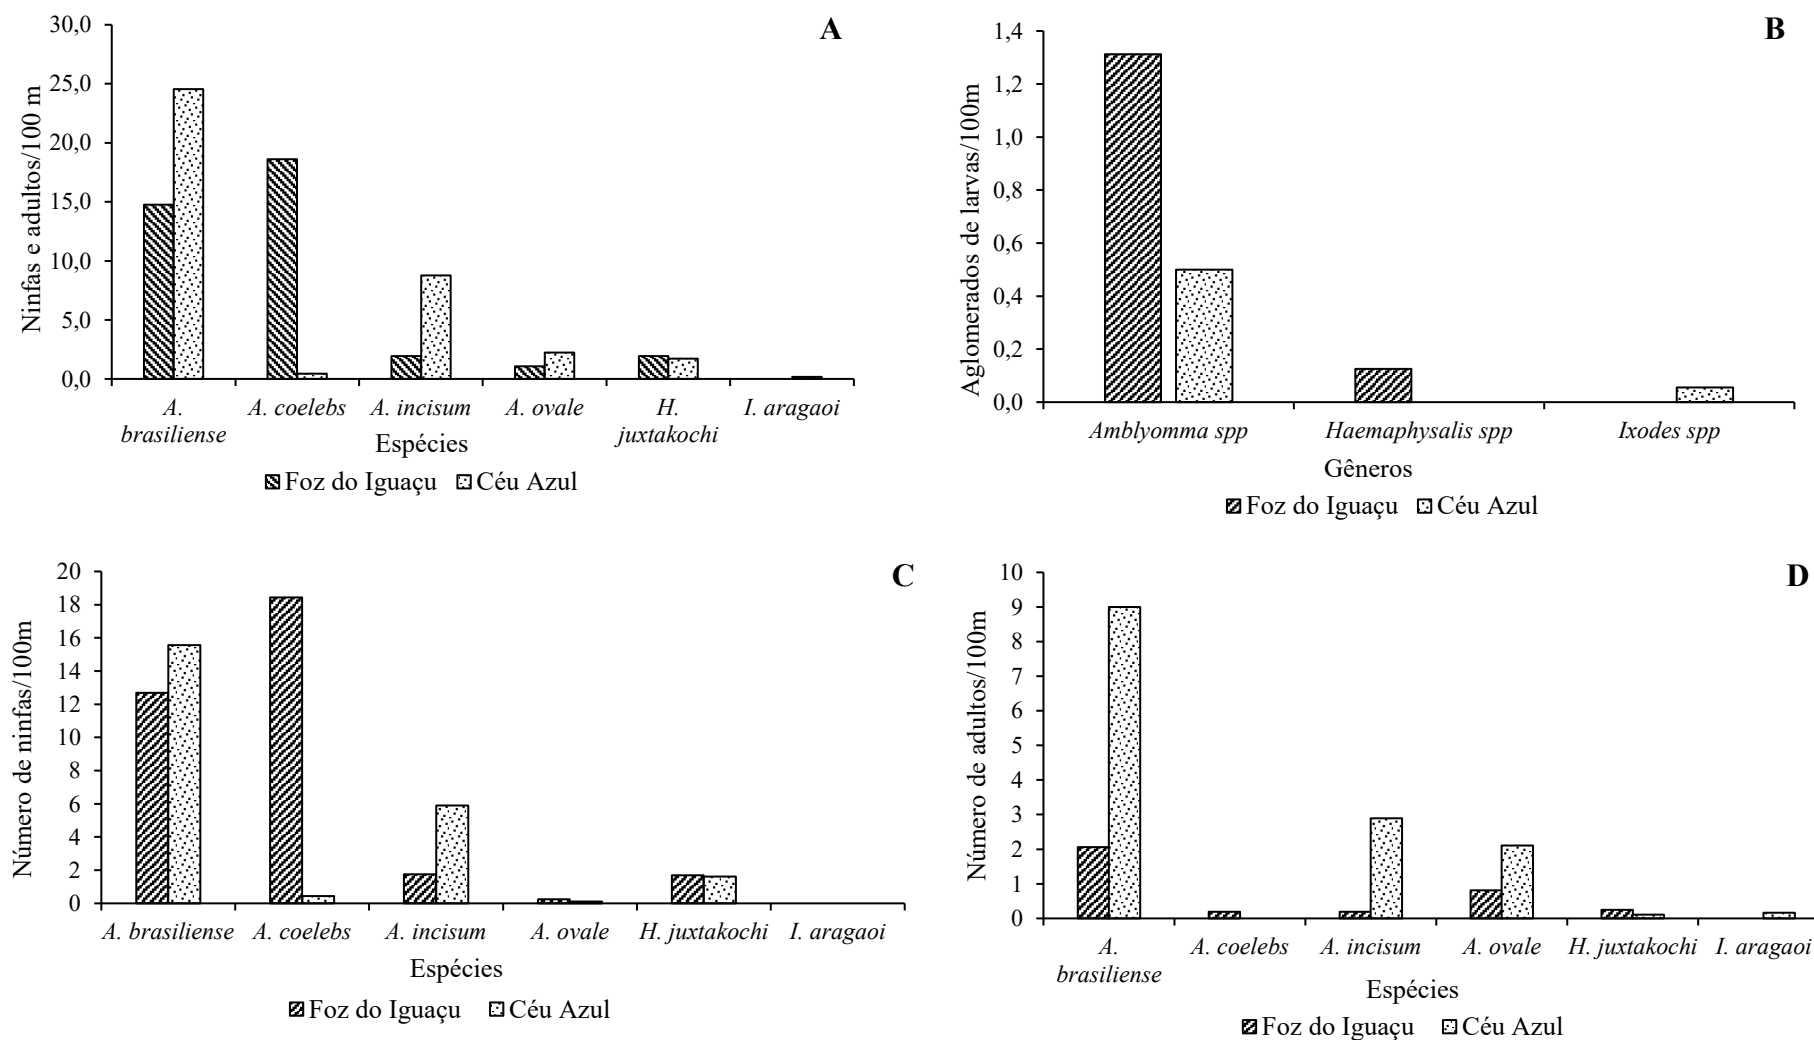 A
Ninfas e adultos/100 m
30,0
25,0
20,0
15,0
10,0
5,0
0,0
A. brasiliense
A. coelebs
A. incisum
A. ovale
H. juxtakochi
I. aragaoi
Espécies
Foz do Iguaçu
Céu Azul
B
Aglomerados de larvas/100m
1,4
1,2
1,0
0,8
0,6
0,4
0,2
0,0
Amblyomma spp
Haemaphysalis spp
Ixodes spp
Gêneros
Foz do Iguaçu
Céu Azul
C
Número de ninfas/100m
20
18
16
14
12
10
8
6
4
2
0
A. brasiliense
A. coelebs
A. incisum
A. ovale
H. juxtakochi
I. aragaoi
Espécies
Foz do Iguaçu
Céu Azul
D
Número de adultos/100m
10
9
8
7
6
5
4
3
2
1
0
A. brasiliense
A. coelebs
A. incisum
A. ovale
H. juxtakochi
I. aragaoi
Espécies
Foz do Iguaçu
Céu Azul